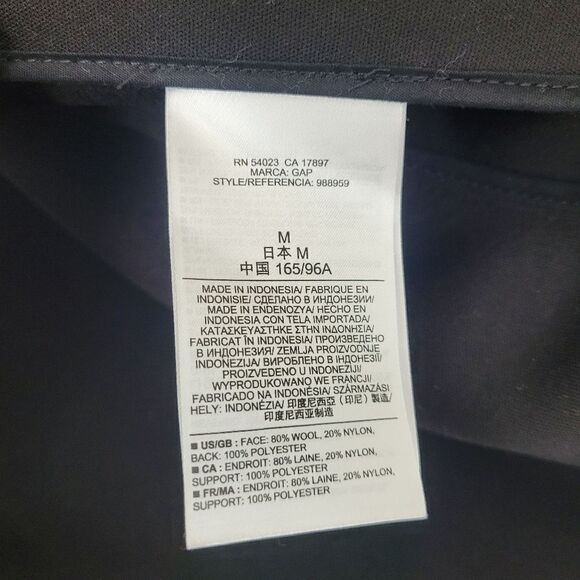 RN 54023 CA 17897
MARCA: GAP
STYLE/REFERENCIA: 988959
M
日本 M
中国 165/96A
MADE IN INDONESIA/ FABRIQUE EN
INDONISIE/ СДЕЛАНО В ИНДОНЕЗИИ/
MADE IN ENDENOZYA/ HECHO EN
INDONESIA CON TELA IMPORTADA/
ΚΑΤΑΣΚΕΥΑΣΤΗΚΕ ΣΤΗΝ ΙΝΔΟΝΗΣΙΑ/
FABRICAT ÎN INDONESIA/ ПРОИЗВЕДЕНО
В ИНДОНЕЗИЯ/ ZEMLJA PROIZVODNJE
INDONEZIJA/ ВИРОБЛЕНО В ІНДОНЕЗІЇ/
PROIZVEDENO U INDONEZIJI/
WYPRODUKOWANO WE FRANCJI/
FABRICADO NA INDONÉSIA/ SZÁRMAZÁSI
HELY: INDONÉZIA/ 印度尼西亞 (印尼) 製造/
印度尼西亚制造
■ US/GB : FACE: 80% WOOL, 20% NYLON,
BACK: 100% POLYESTER
■ CA : ENDROIT: 80% LAINE, 20% NYLON,
SUPPORT: 100% POLYESTER
■ FR/MA : ENDROIT: 80% LAINE, 20% NYLON,
SUPPORT: 100% POLYESTER